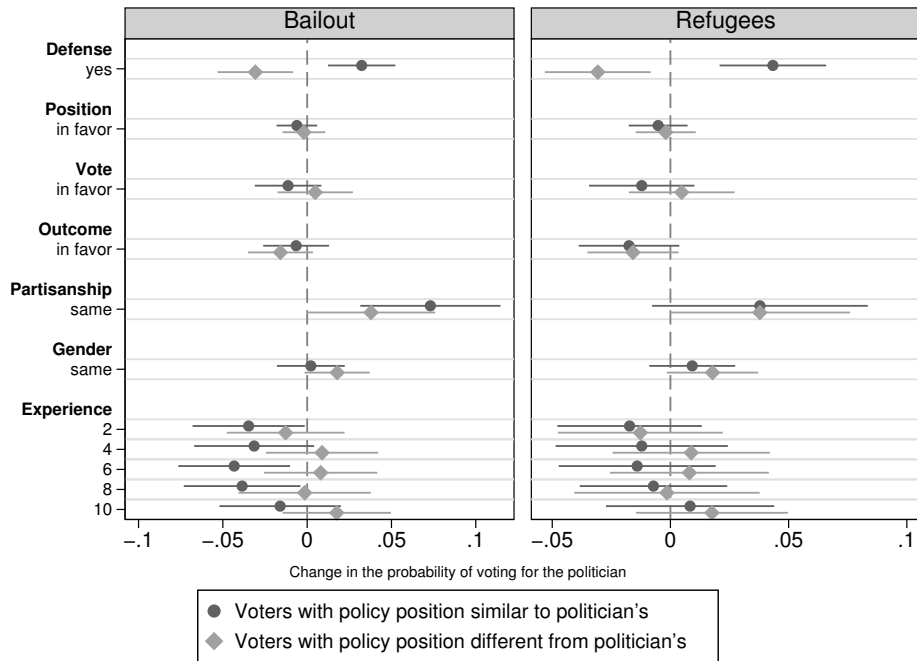 Bailout
Refugees
Defense
yes
Position
in favor
Vote
in favor
Outcome
in favor
Partisanship
same
Gender
same
Experience
2
4
6
8
10
−.1 −.05 0 .05 .1
−.05 0 .05 .1
Change in the probability of voting for the politician
Voters with policy position similar to politician's
Voters with policy position different from politician's